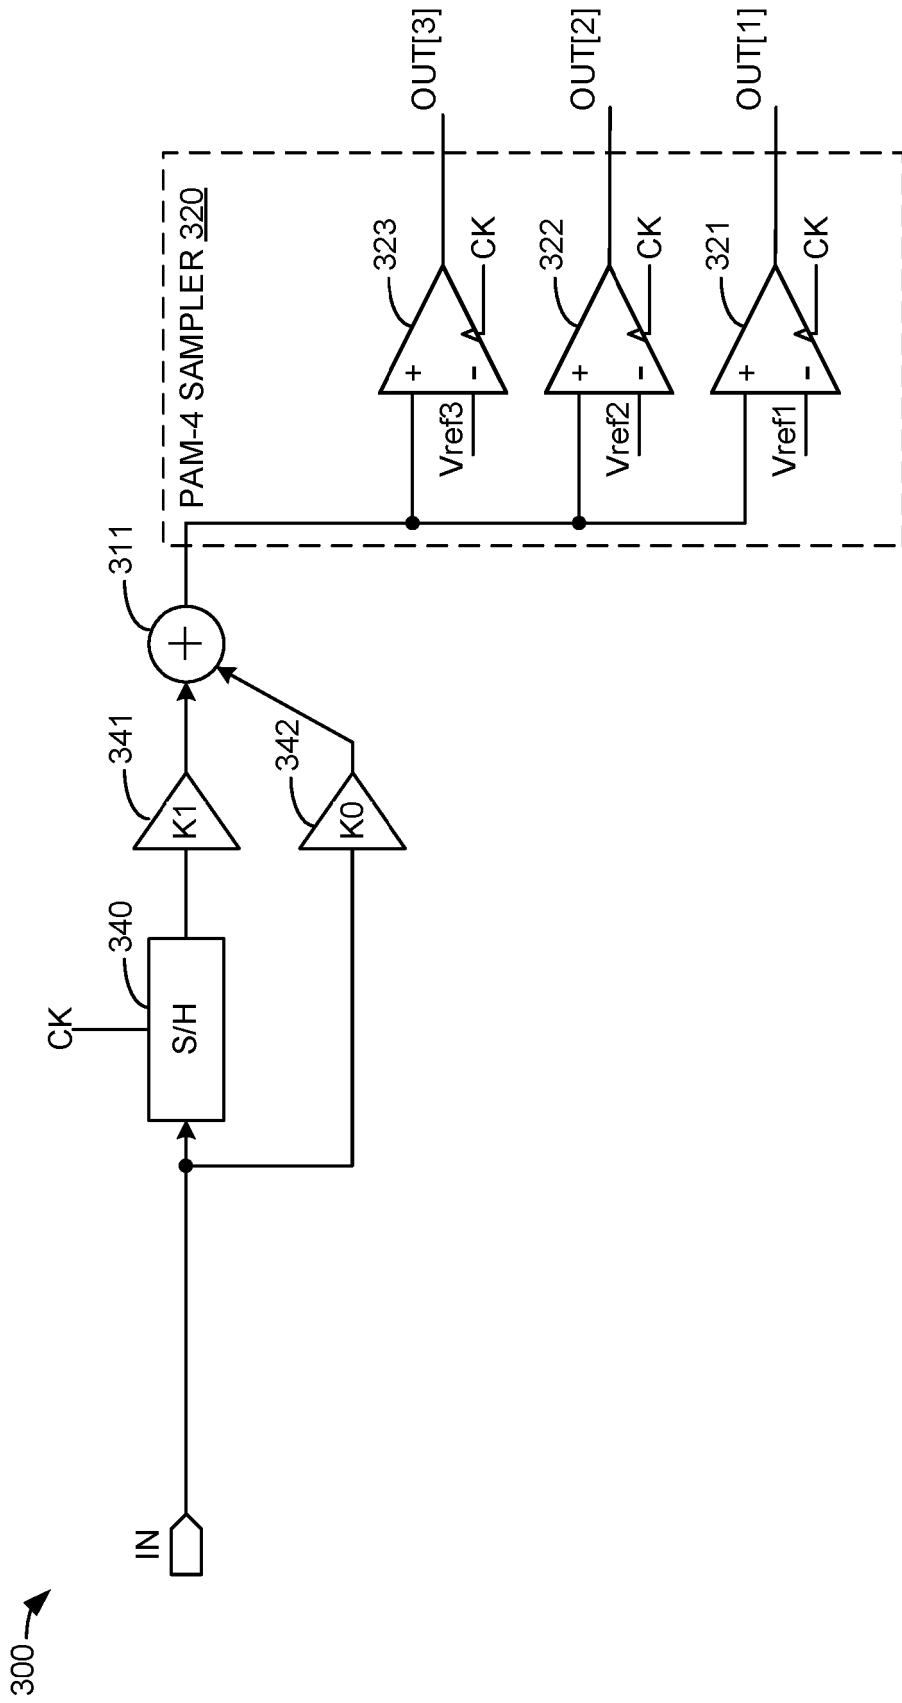 300
IN
CK
340
S/H
341
K1
342
K0
311
+
PAM-4 SAMPLER 320
323
+
-
Vref3
CK
OUT[3]
322
+
-
Vref2
CK
OUT[2]
321
+
-
Vref1
CK
OUT[1]